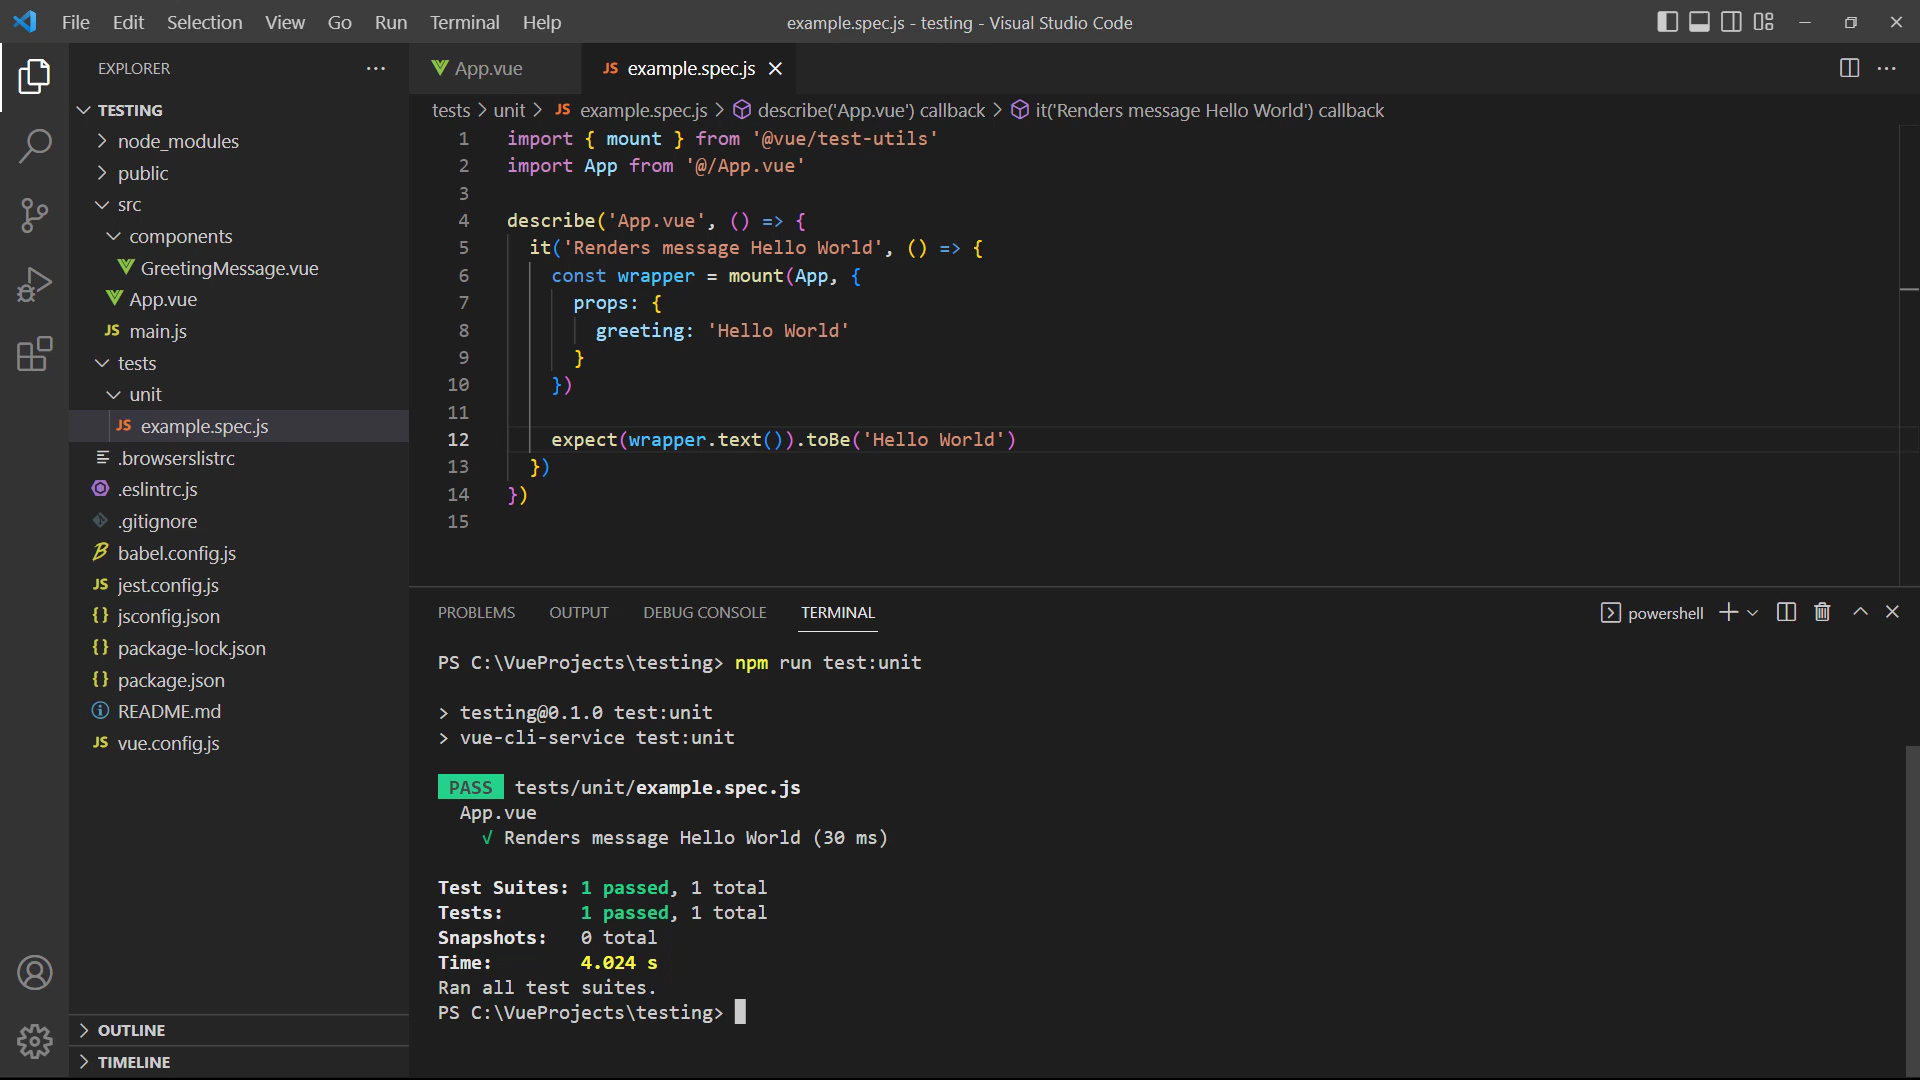 File Edit Selection View Go Run Terminal Help
example.spec.js - testing - Visual Studio Code
EXPLORER
TESTING
node_modules
public
src
components
GreetingMessage.vue
App.vue
JS main.js
tests
unit
JS example.spec.js
.browserslistrc
.eslintrc.js
.gitignore
babel.config.js
JS jest.config.js
{} jsconfig.json
{} package-lock.json
{} package.json
README.md
JS vue.config.js
OUTLINE
TIMELINE
App.vue
JS example.spec.js
tests > unit > JS example.spec.js > describe('App.vue') callback > it('Renders message Hello World') callback
1 import { mount } from '@vue/test-utils'
2 import App from '@/App.vue'
3
4 describe('App.vue', () => {
5 it('Renders message Hello World', () => {
6 const wrapper = mount(App, {
7 props: {
8 greeting: 'Hello World'
9 }
10 })
11
12 expect(wrapper.text()).toBe('Hello World')
13 })
14 })
15
PROBLEMS OUTPUT DEBUG CONSOLE TERMINAL
powershell
PS C:\VueProjects\testing> npm run test:unit
> testing@0.1.0 test:unit
> vue-cli-service test:unit
PASS tests/unit/example.spec.js
App.vue
√ Renders message Hello World (30 ms)
Test Suites: 1 passed, 1 total
Tests: 1 passed, 1 total
Snapshots: 0 total
Time: 4.024 s
Ran all test suites.
PS C:\VueProjects\testing>